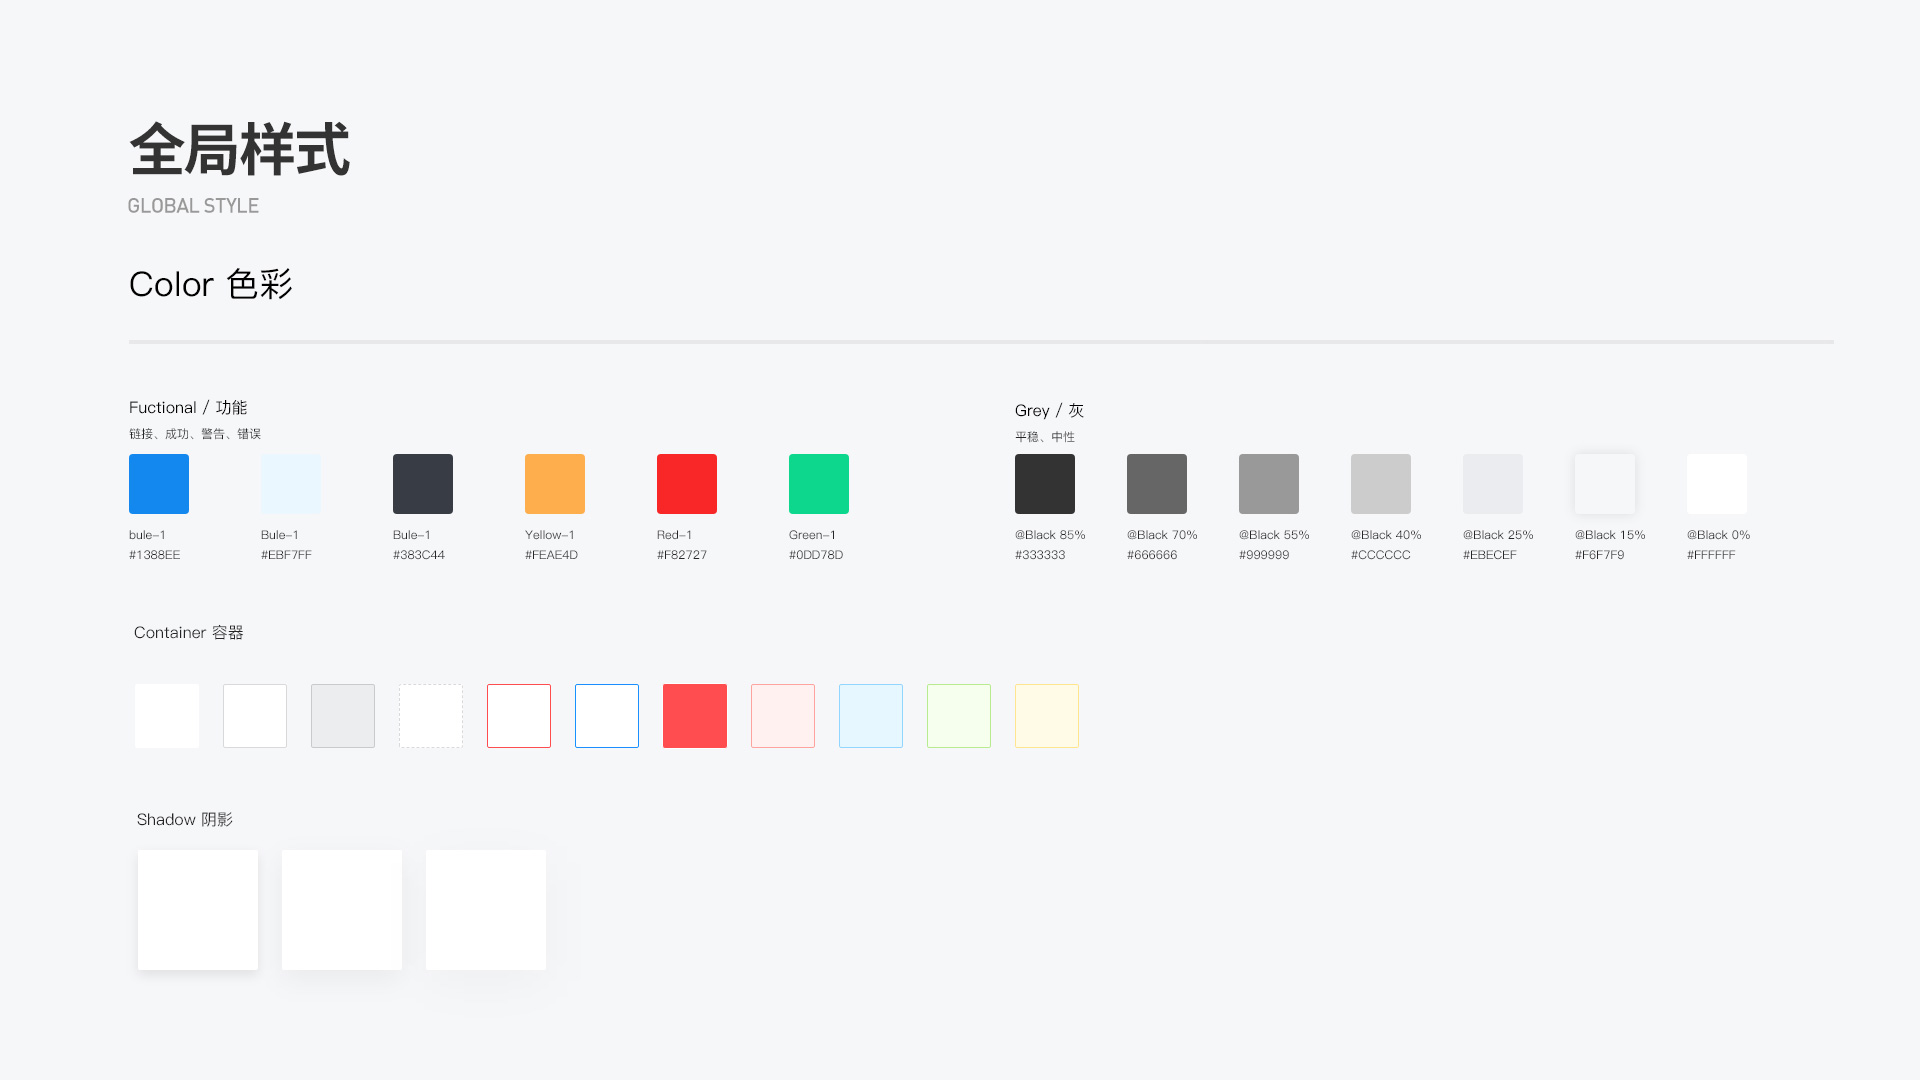 全局样式
GLOBAL STYLE
Color 色彩
Fuctional / 功能
链接、成功、警告、错误
bule-1
#1388EE
Bule-1
#EBF7FF
Bule-1
#383C44
Yellow-1
#FEAE4D
Red-1
#F82727
Green-1
#0DD78D
Grey / 灰
平稳、中性
@Black 85%
#333333
@Black 70%
#666666
@Black 55%
#999999
@Black 40%
#CCCCCC
@Black 25%
#EBECEF
@Black 15%
#F6F7F9
@Black 0%
#FFFFFF
Container 容器
Shadow 阴影